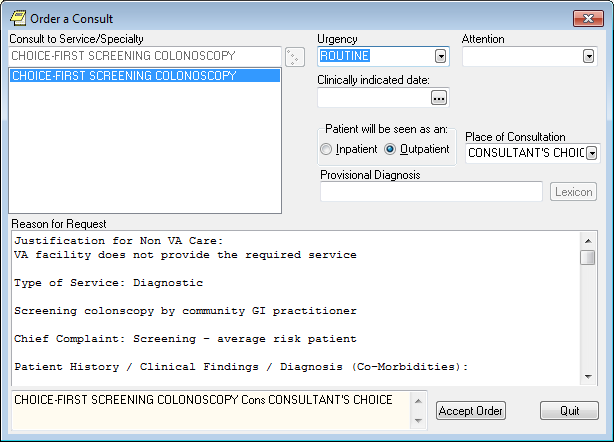 Order a Consult
Consult to Service/Specialty
CHOICE-FIRST SCREENING COLONOSCOPY
CHOICE-FIRST SCREENING COLONOSCOPY
Urgency
ROUTINE
Attention
Clinically indicated date:
...
Patient will be seen as an:
Inpatient
Outpatient
Place of Consultation
CONSULTANT'S CHOIC
Provisional Diagnosis
Lexicon
Reason for Request
Justification for Non VA Care:
VA facility does not provide the required service
Type of Service: Diagnostic
Screening colonscopy by community GI practitioner
Chief Complaint: Screening - average risk patient
Patient History / Clinical Findings / Diagnosis (Co-Morbidities):
CHOICE-FIRST SCREENING COLONOSCOPY Cons CONSULTANT'S CHOICE
Accept Order
Quit